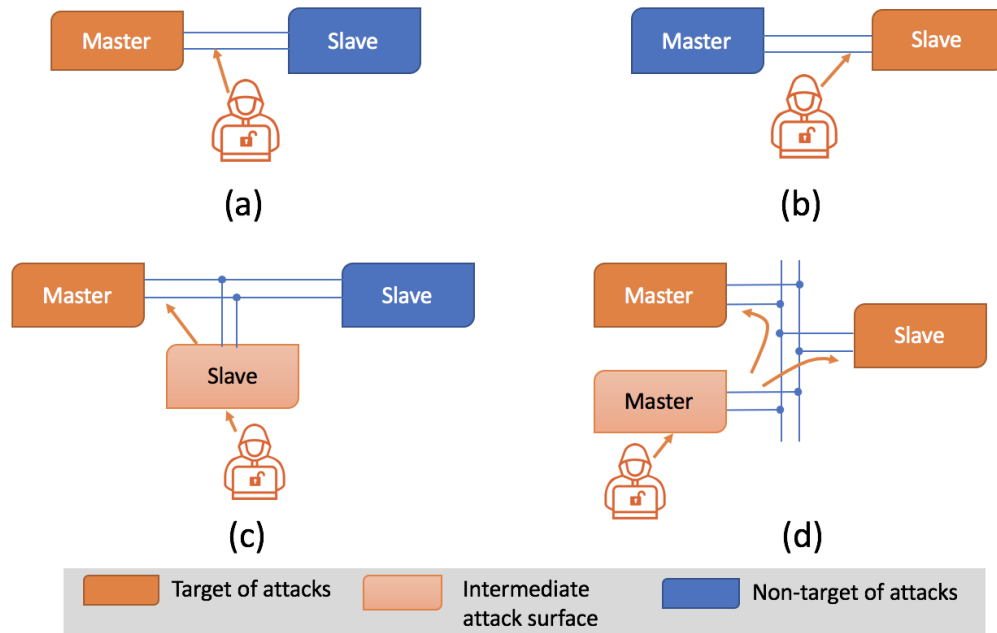 Master
Slave
(a)
Master
Slave
(b)
Master
Slave
Slave
(c)
Master
Slave
Master
(d)
Target of attacks
Intermediate
attack surface
Non-target of attacks